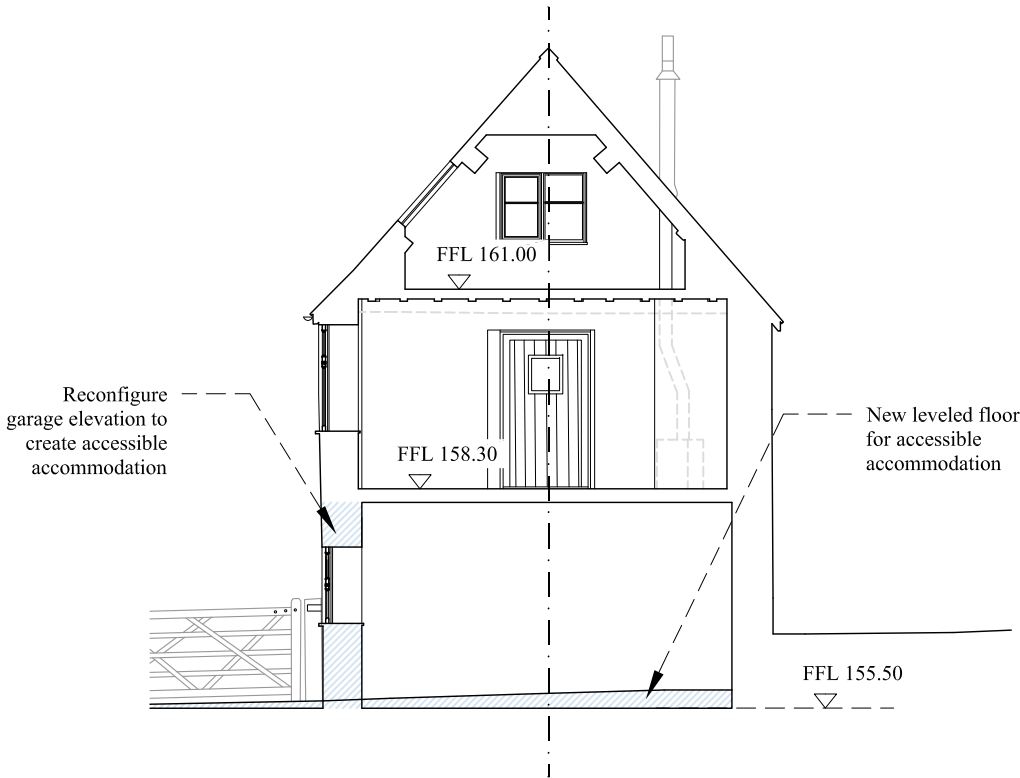 FFL 161.00
Reconfigure
garage elevation to
create accessible
accommodation
New leveled floor
for accessible
accommodation
FFL 158.30
FFL 155.50